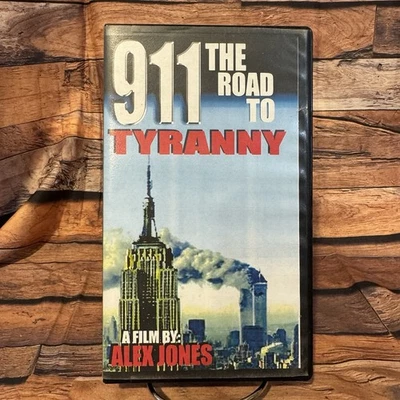 911 THE
ROAD
TO
TYRANNY
A FILM BY:
ALEX JONES